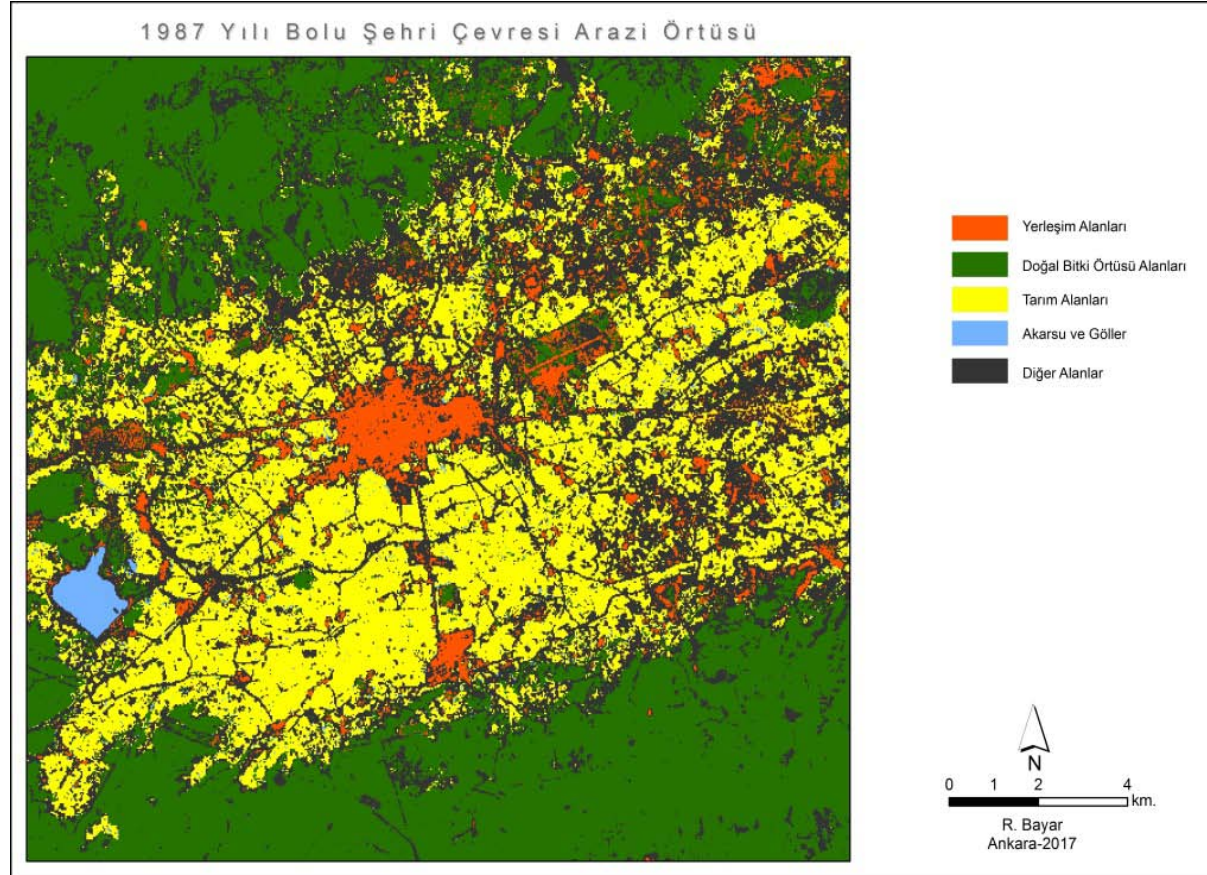 1987 Yılı Bolu Şehri Çevresi Arazi Örtüsü
Yerleşim Alanları
Doğal Bitki Örtüsü Alanları
Tarım Alanları
Akarsu ve Göller
Diğer Alanlar
N
0 1 2 4
km.
R. Bayar
Ankara-2017